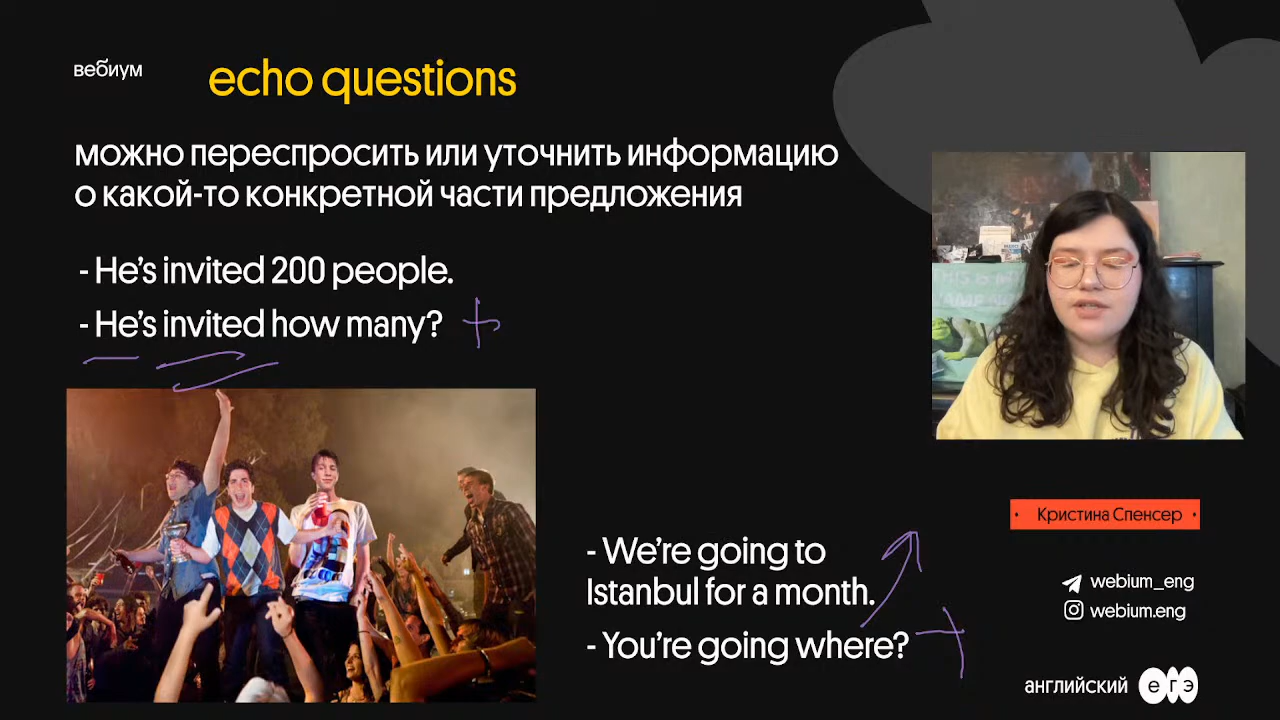 вебиум
echo questions
можно переспросить или уточнить информацию
о какой-то конкретной части предложения
- He's invited 200 people.
- He's invited how many?
- We're going to
Istanbul for a month.
- You're going where?
• Кристина Спенсер •
webium_eng
webium.eng
английский егэ